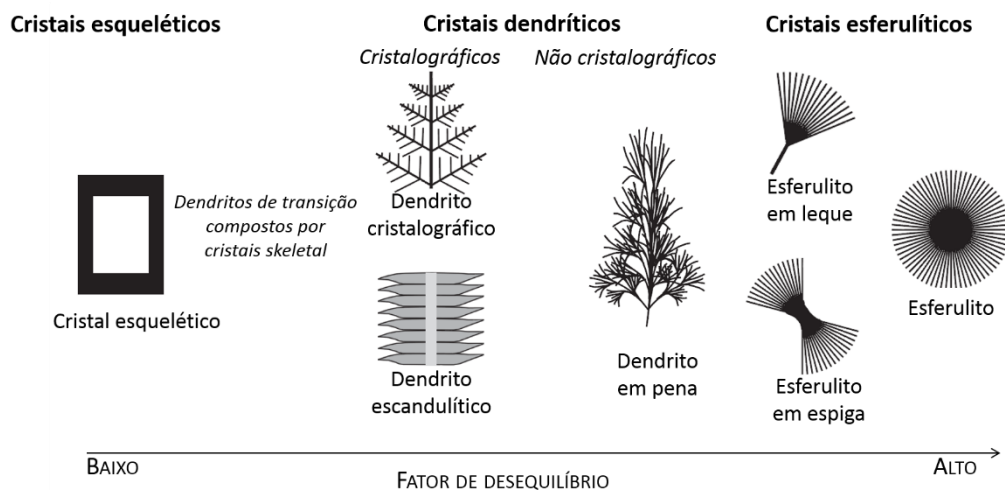 Cristais esqueléticos
Cristais dendríticos
Cristais esferulíticos
Cristalográficos
Não cristalográficos
Dendritos de transição
compostos por
cristais skeletal
Cristal esquelético
Dendrito
cristalográfico
Dendrito
escandulítico
Dendrito
em pena
Esferulito
em leque
Esferulito
em espiga
Esferulito
BAIXO
FATOR DE DESEQUILÍBRIO
ALTO